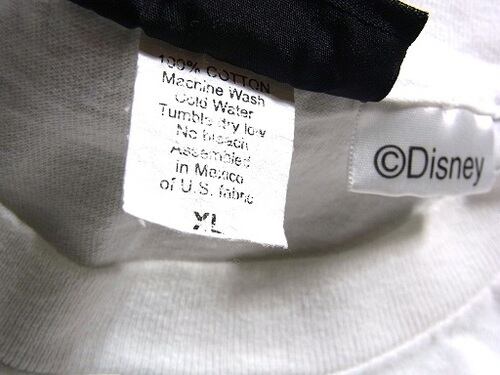 100% COTTON
Machine Wash
Cold Water
Tumble dry low
No bleach
Assembled
in Mexico
of U.S. fabric
XL
©Disney